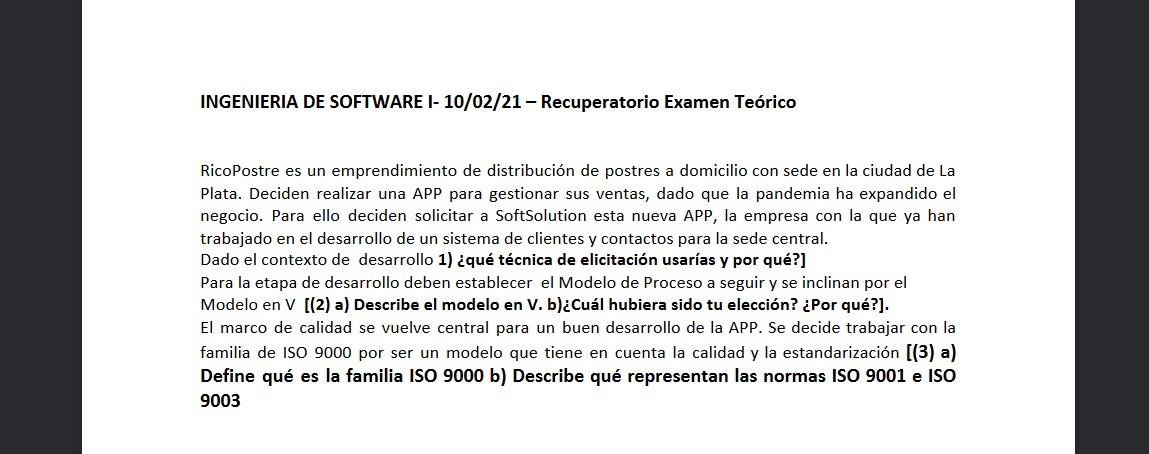 INGENIERIA DE SOFTWARE I- 10/02/21 – Recuperatorio Examen Teórico
RicoPostre es un emprendimiento de distribución de postres a domicilio con sede en la ciudad de La
Plata. Deciden realizar una APP para gestionar sus ventas, dado que la pandemia ha expandido el
negocio. Para ello deciden solicitar a SoftSolution esta nueva APP, la empresa con la que ya han
trabajado en el desarrollo de un sistema de clientes y contactos para la sede central.
Dado el contexto de desarrollo 1) ¿qué técnica de elicitación usarías y por qué?]
Para la etapa de desarrollo deben establecer el Modelo de Proceso a seguir y se inclinan por el
Modelo en V [(2) a) Describe el modelo en V. b)¿Cuál hubiera sido tu elección? ¿Por qué?].
El marco de calidad se vuelve central para un buen desarrollo de la APP. Se decide trabajar con la
familia de ISO 9000 por ser un modelo que tiene en cuenta la calidad y la estandarización [(3) a)
Define qué es la familia ISO 9000 b) Describe qué representan las normas ISO 9001 e ISO
9003